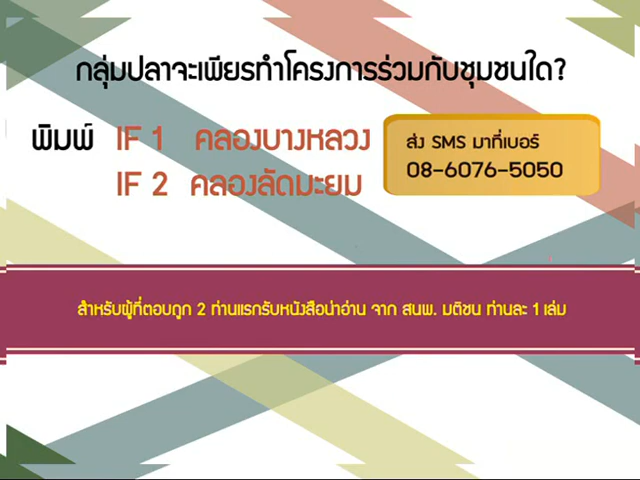 กลุ่มปลาจะเพียรทำโครงการร่วมกับชุมชนใด?
พิมพ์ IF 1 คลองบางหลวง
IF 2 คลองลัดมะยม
ส่ง SMS มาที่เบอร์
08-6076-5050
สำหรับผู้ที่ตอบถูก 2 ท่านแรกรับหนังสือน่าอ่าน จาก สนพ. มติชน ท่านละ 1 เล่ม